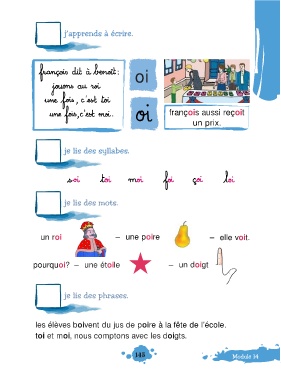 j'apprends à écrire.
françois dit à benoît :
jouons au roi
une fois, c'est toi
une fois, c'est moi.
oi
oi
françois aussi reçoit
un prix.
je lis des syllabes.
soi toi moi foi çoi loi
je lis des mots.
un roi – une poire – elle voit.
pourquoi? – une étoile – un doigt
je lis des phrases.
les élèves boivent du jus de poire à la fête de l'école.
toi et moi, nous comptons avec les doigts.
145
Module 14